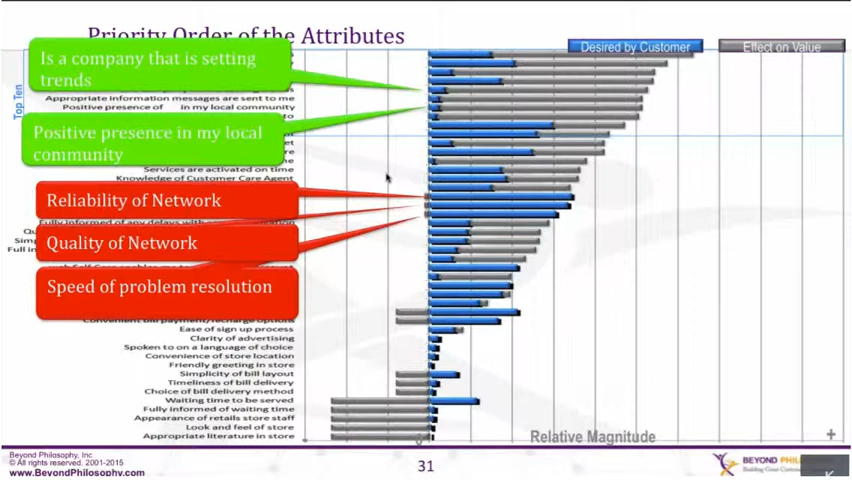 Priority Order of the Attributes
Desired by Customer
Effect on Value
Top Ten
Is a company that is setting
trends
Appropriate information messages are sent to me
Positive presence of in my local community
to
Positive presence in my local
community
Services are activated on time
Knowledge of Customer Care Agent
Reliability of Network
Fully informed of any delays with
Quality of Network
Speed of problem resolution
Convenient bill payment/recharge options
Ease of sign up process
Clarity of advertising
Spoken to on a language of choice
Convenience of store location
Friendly greeting in store
Simplicity of bill layout
Timeliness of bill delivery
Choice of bill delivery method
Waiting time to be served
Fully informed of waiting time
Appearance of retails store staff
Look and feel of store
Appropriate literature in store
0
Relative Magnitude
+
Beyond Philosophy, Inc
© All rights reserved. 2001-2015
www.BeyondPhilosophy.com
31
BEYOND PHIL